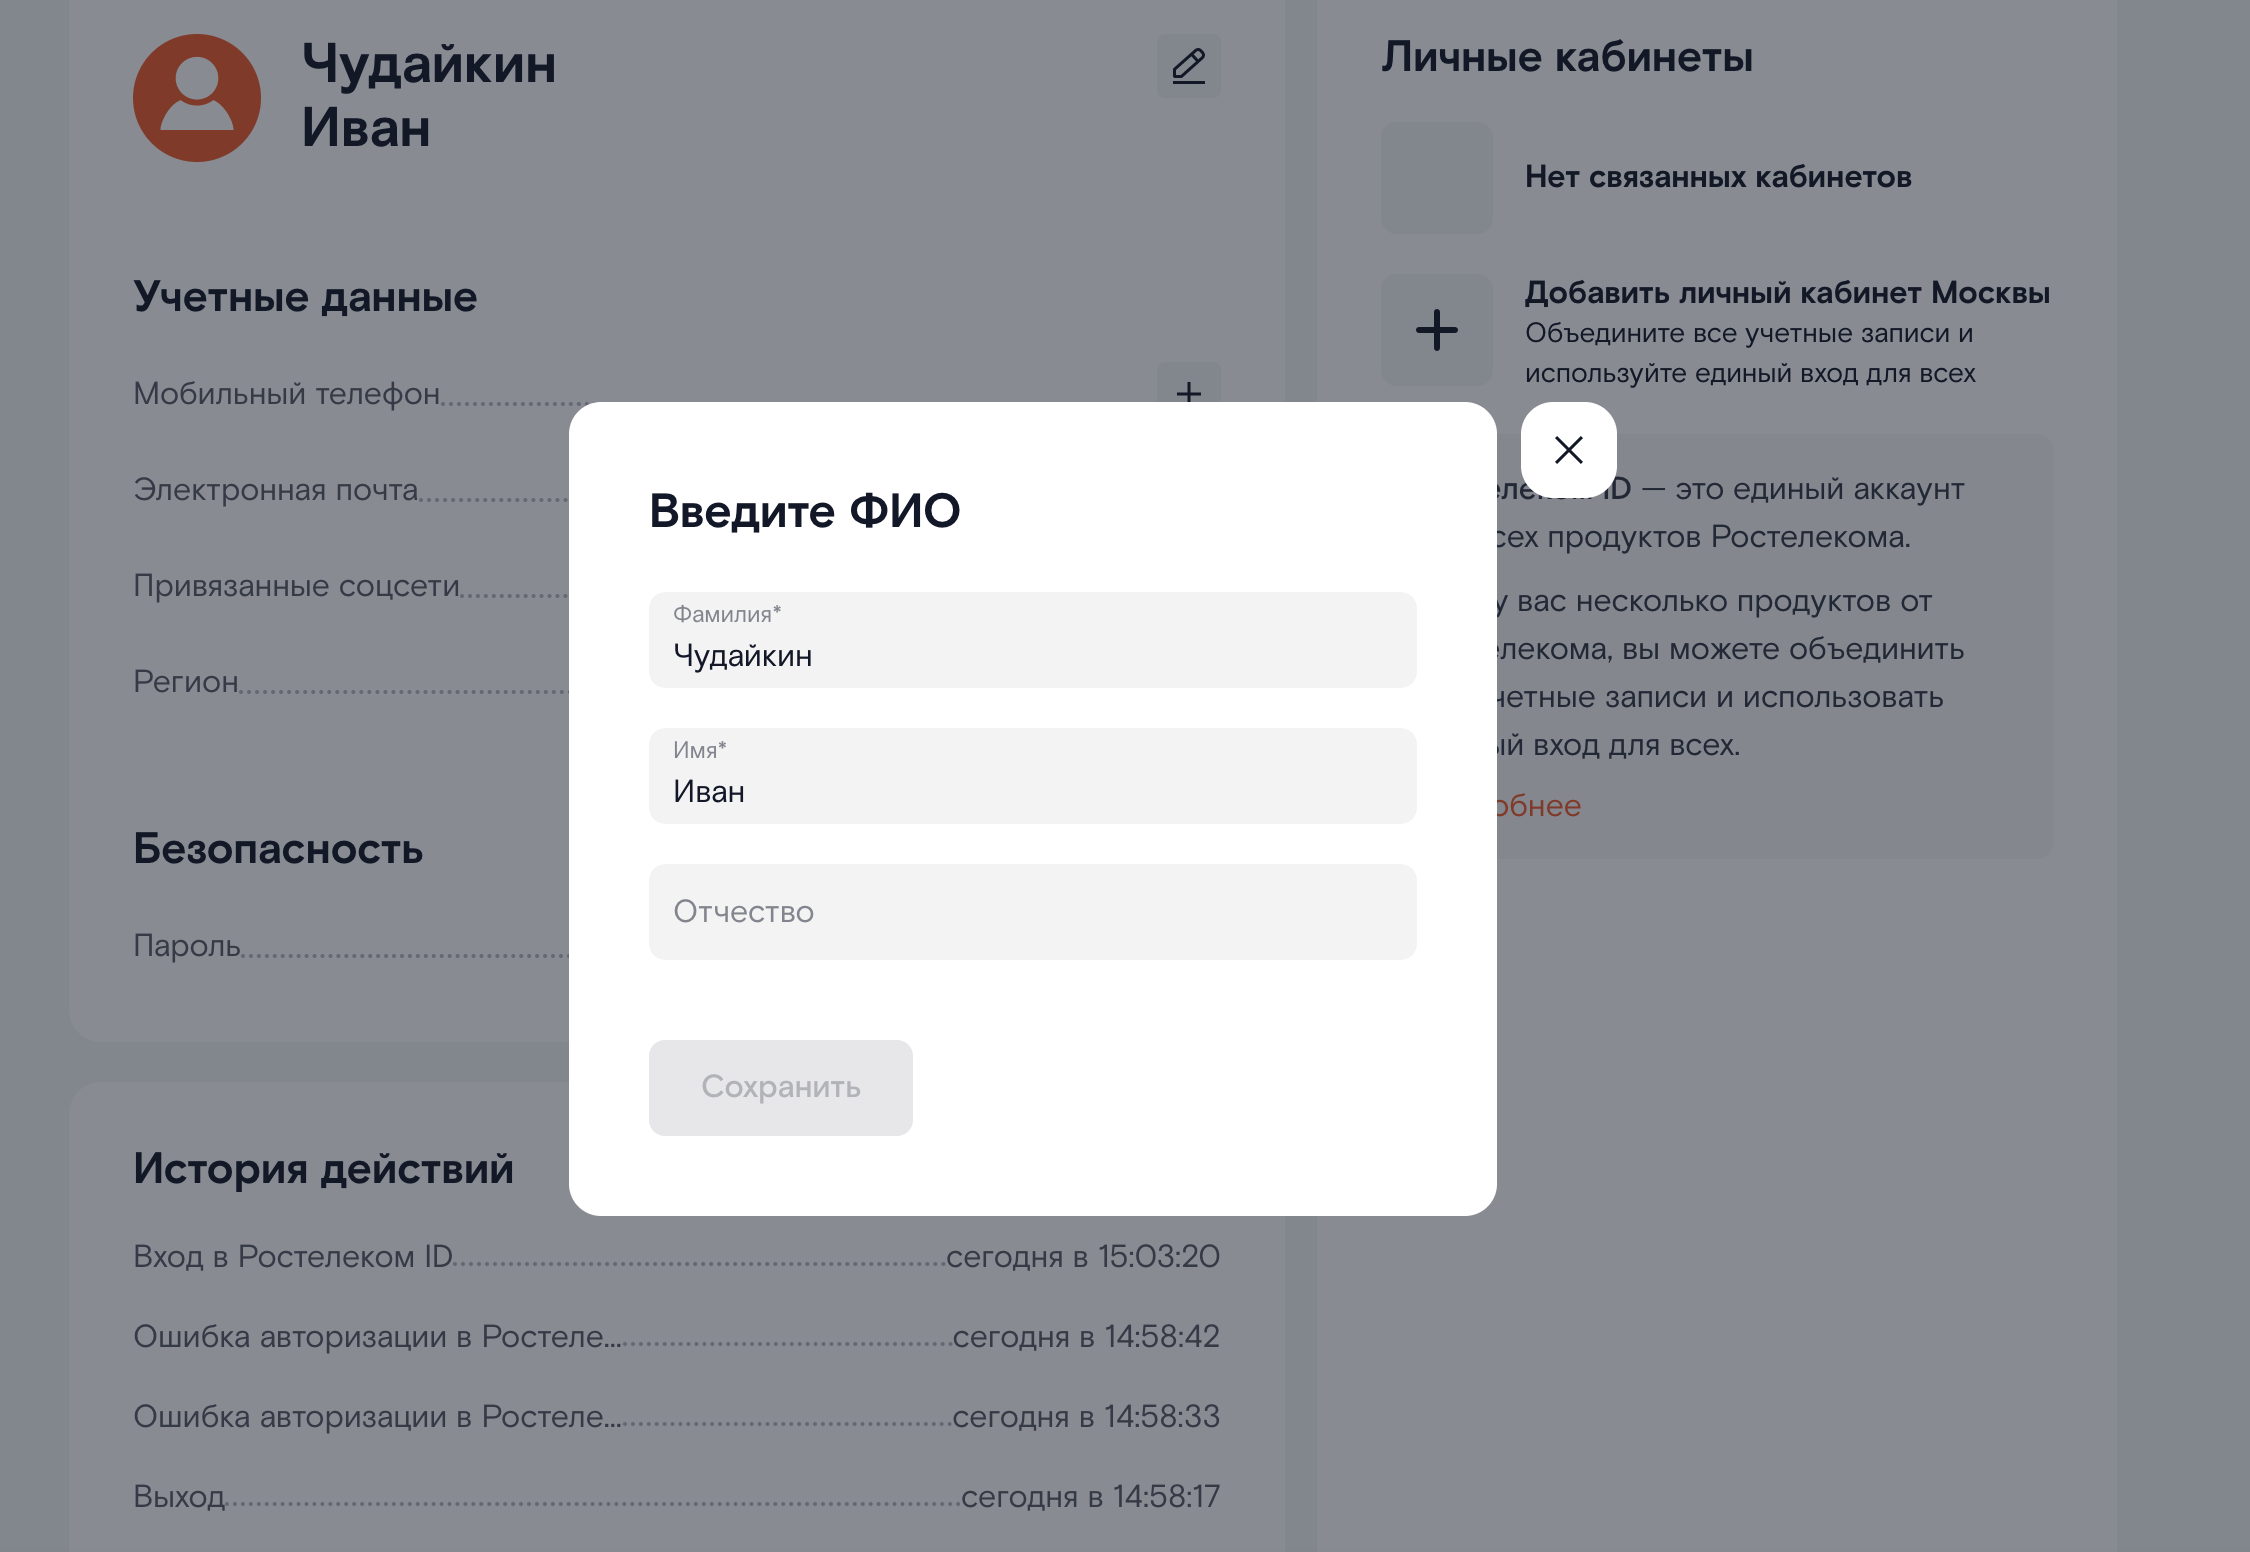 Чудайкин
Иван
Учетные данные
Мобильный телефон
Электронная почта
Привязанные соцсети
Регион
Безопасность
Пароль
История действий
Вход в Ростелеком ID сегодня в 15:03:20
Ошибка авторизации в Ростеле... сегодня в 14:58:42
Ошибка авторизации в Ростеле... сегодня в 14:58:33
Выход сегодня в 14:58:17
Введите ФИО
Фамилия*
Чудайкин
Имя*
Иван
Отчество
Сохранить
Личные кабинеты
Нет связанных кабинетов
Добавить личный кабинет Москвы
Объедините все учетные записи и
используйте единый вход для всех
ID — это единый аккаунт
сех продуктов Ростелекома.
у вас несколько продуктов от
елекома, вы можете объединить
четные записи и использовать
ый вход для всех.
обнее